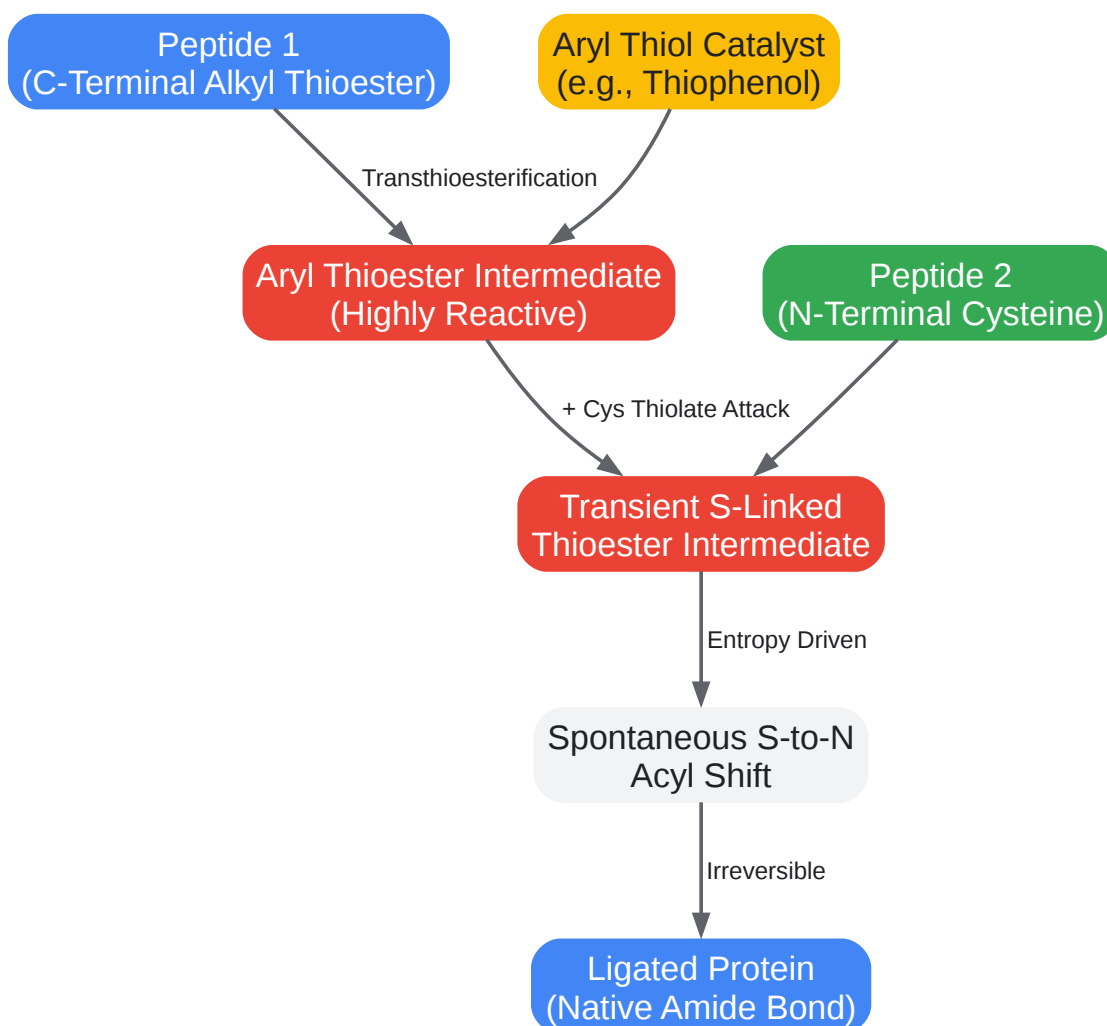 Peptide 1
(C-Terminal Alkyl Thioester)
Aryl Thiol Catalyst
(e.g., Thiophenol)
Transthioesterification
Aryl Thioester Intermediate
(Highly Reactive)
Peptide 2
(N-Terminal Cysteine)
+ Cys Thiolate Attack
Transient S-Linked
Thioester Intermediate
Entropy Driven
Spontaneous S-to-N
Acyl Shift
Irreversible
Ligated Protein
(Native Amide Bond)